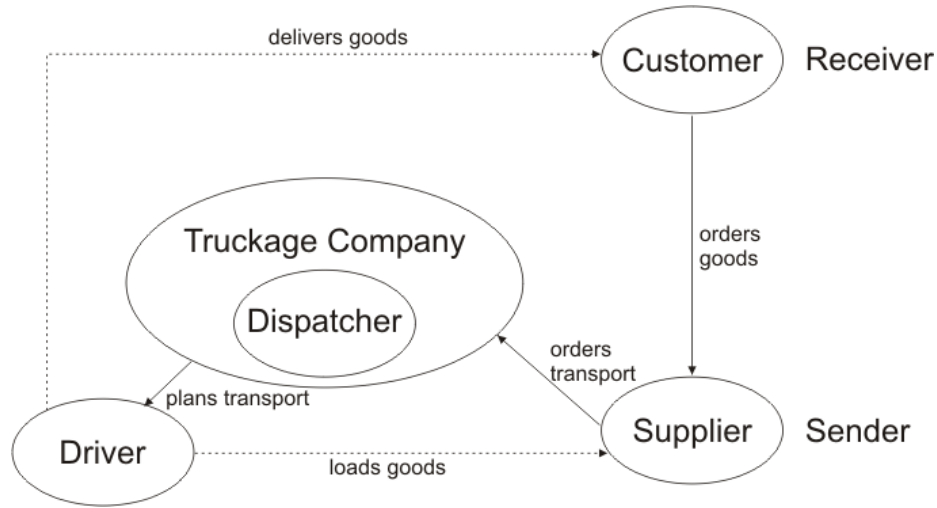 delivers goods
Customer
Receiver
orders
goods
Truckage Company
Dispatcher
orders
transport
plans transport
Supplier
Sender
Driver
loads goods